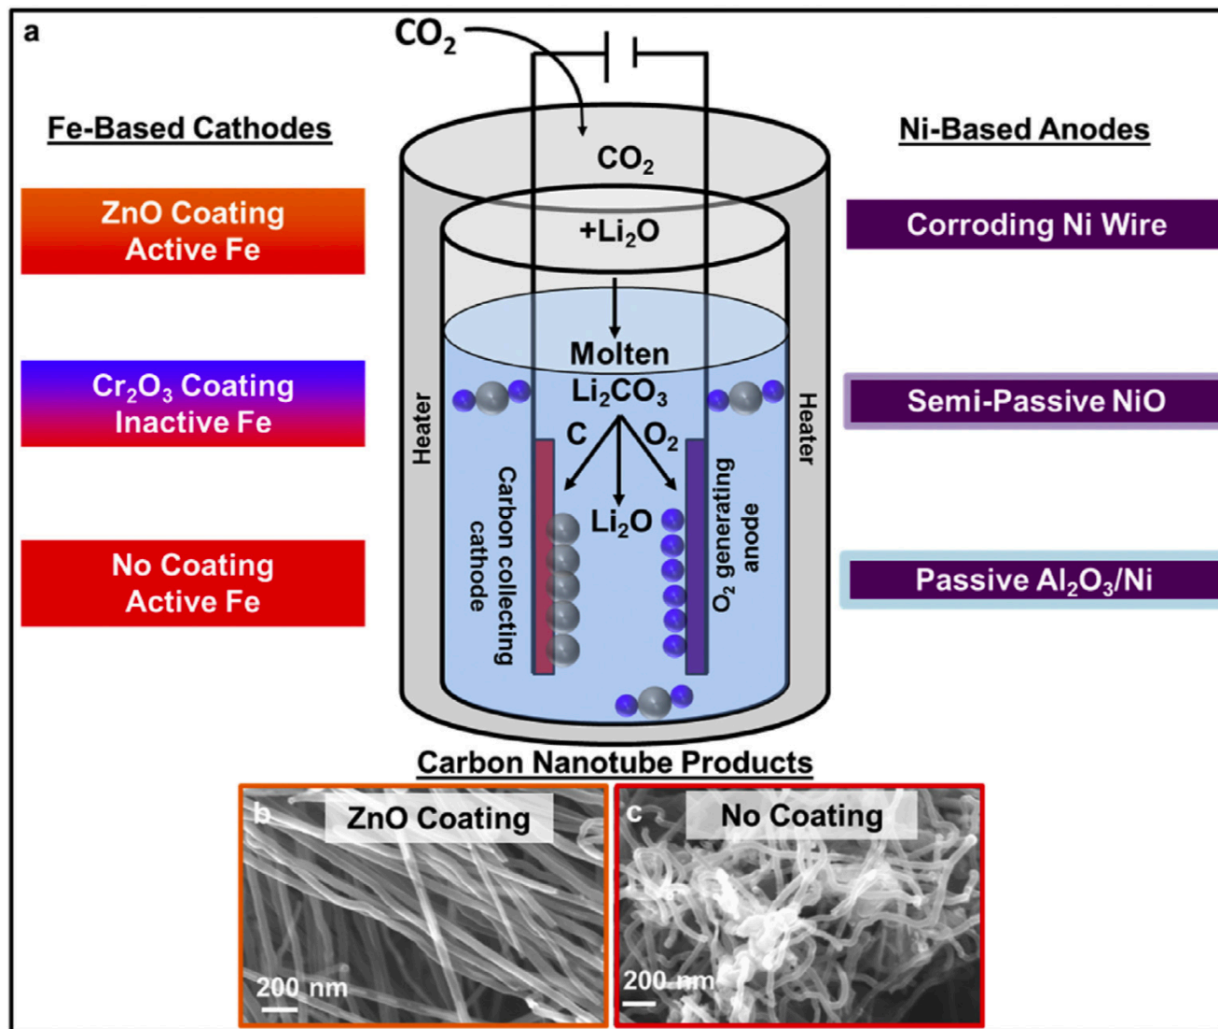 a
CO₂
Fe-Based Cathodes
ZnO Coating
Active Fe
Cr₂O₃ Coating
Inactive Fe
No Coating
Active Fe
CO₂
+Li₂O
Molten
Li₂CO₃
C
O₂
Li₂O
Heater
Heater
Carbon collecting
cathode
O₂ generating
anode
Ni-Based Anodes
Corroding Ni Wire
Semi-Passive NiO
Passive Al₂O₃/Ni
Carbon Nanotube Products
b
ZnO Coating
200 nm
c
No Coating
200 nm